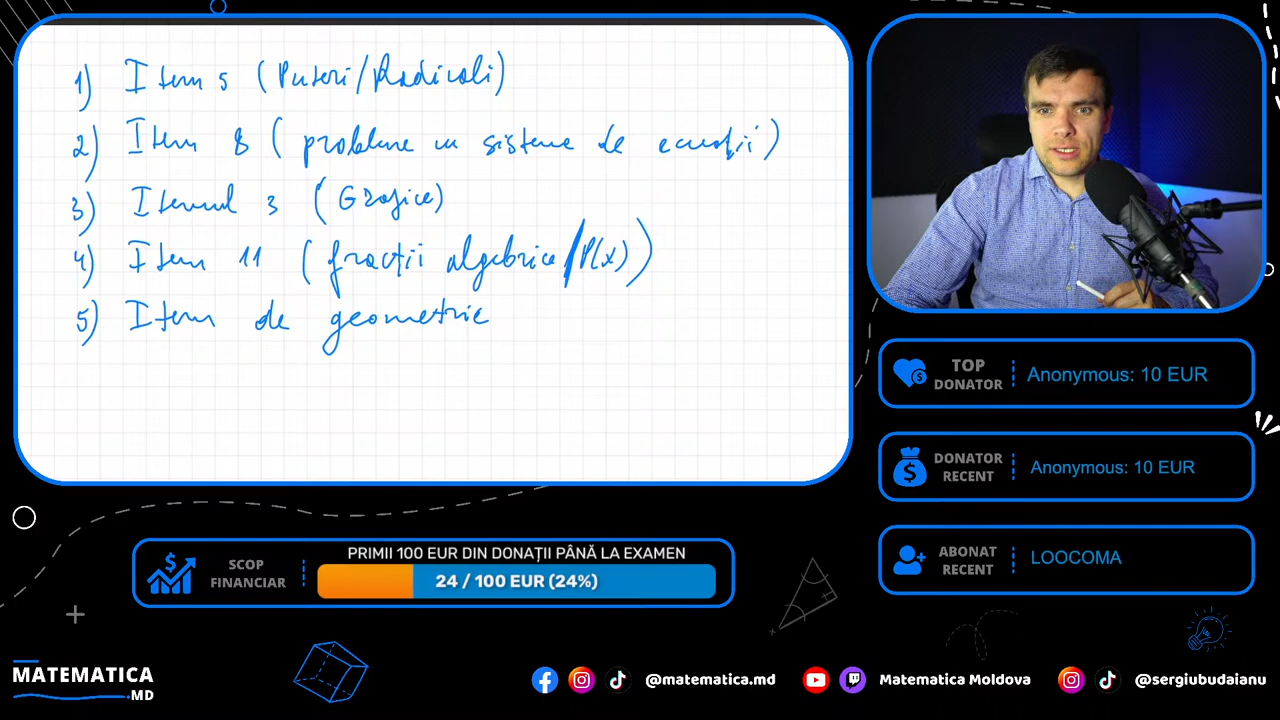 1) Item 5 (Puteri/Radicali)
2) Item 8 (probleme cu sisteme de ecuații)
3) Itemul 3 (Grafice)
4) Item 11 (fracții algebrice/P(x))
5) Item de geometrie
TOP DONATOR
Anonymous: 10 EUR
DONATOR RECENT
Anonymous: 10 EUR
ABONAT RECENT
LOOCOMA
SCOP FINANCIAR
PRIMII 100 EUR DIN DONAȚII PÂNĂ LA EXAMEN
24 / 100 EUR (24%)
MATEMATICA
.MD
@matematica.md
Matematica Moldova
@sergiubudaianu